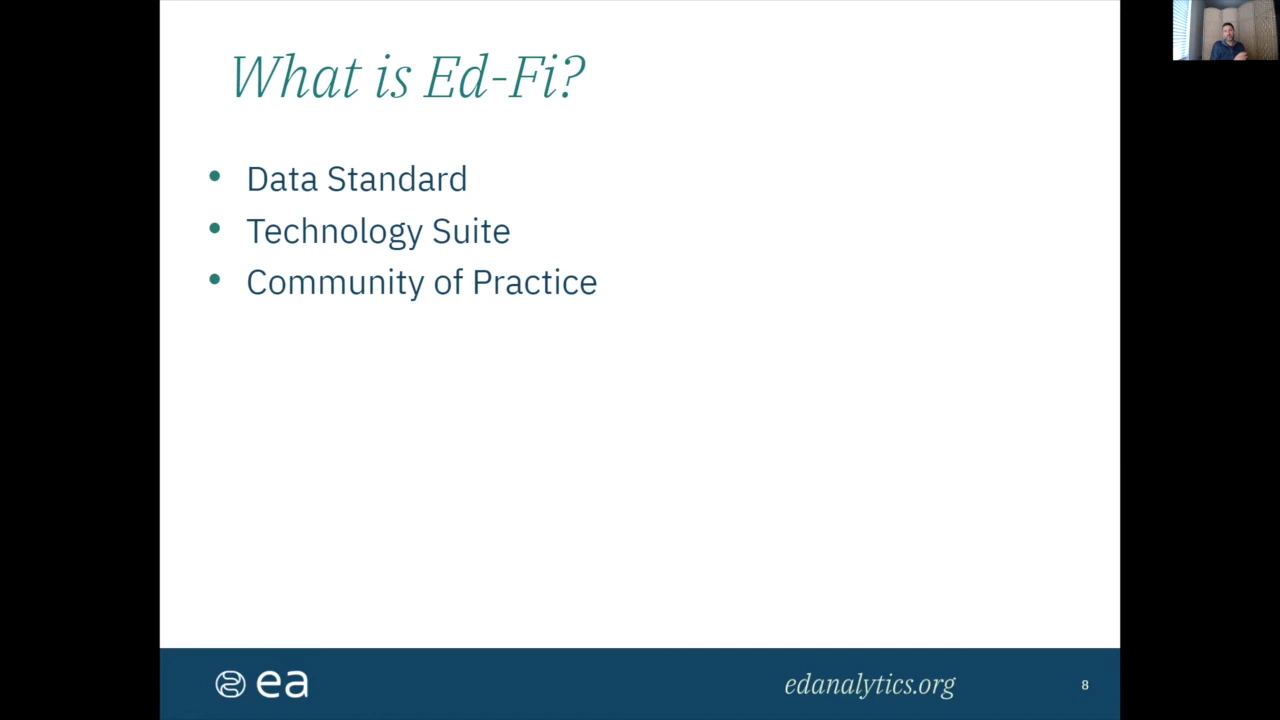 What is Ed-Fi?
• Data Standard
• Technology Suite
• Community of Practice
ea
edanalytics.org
8